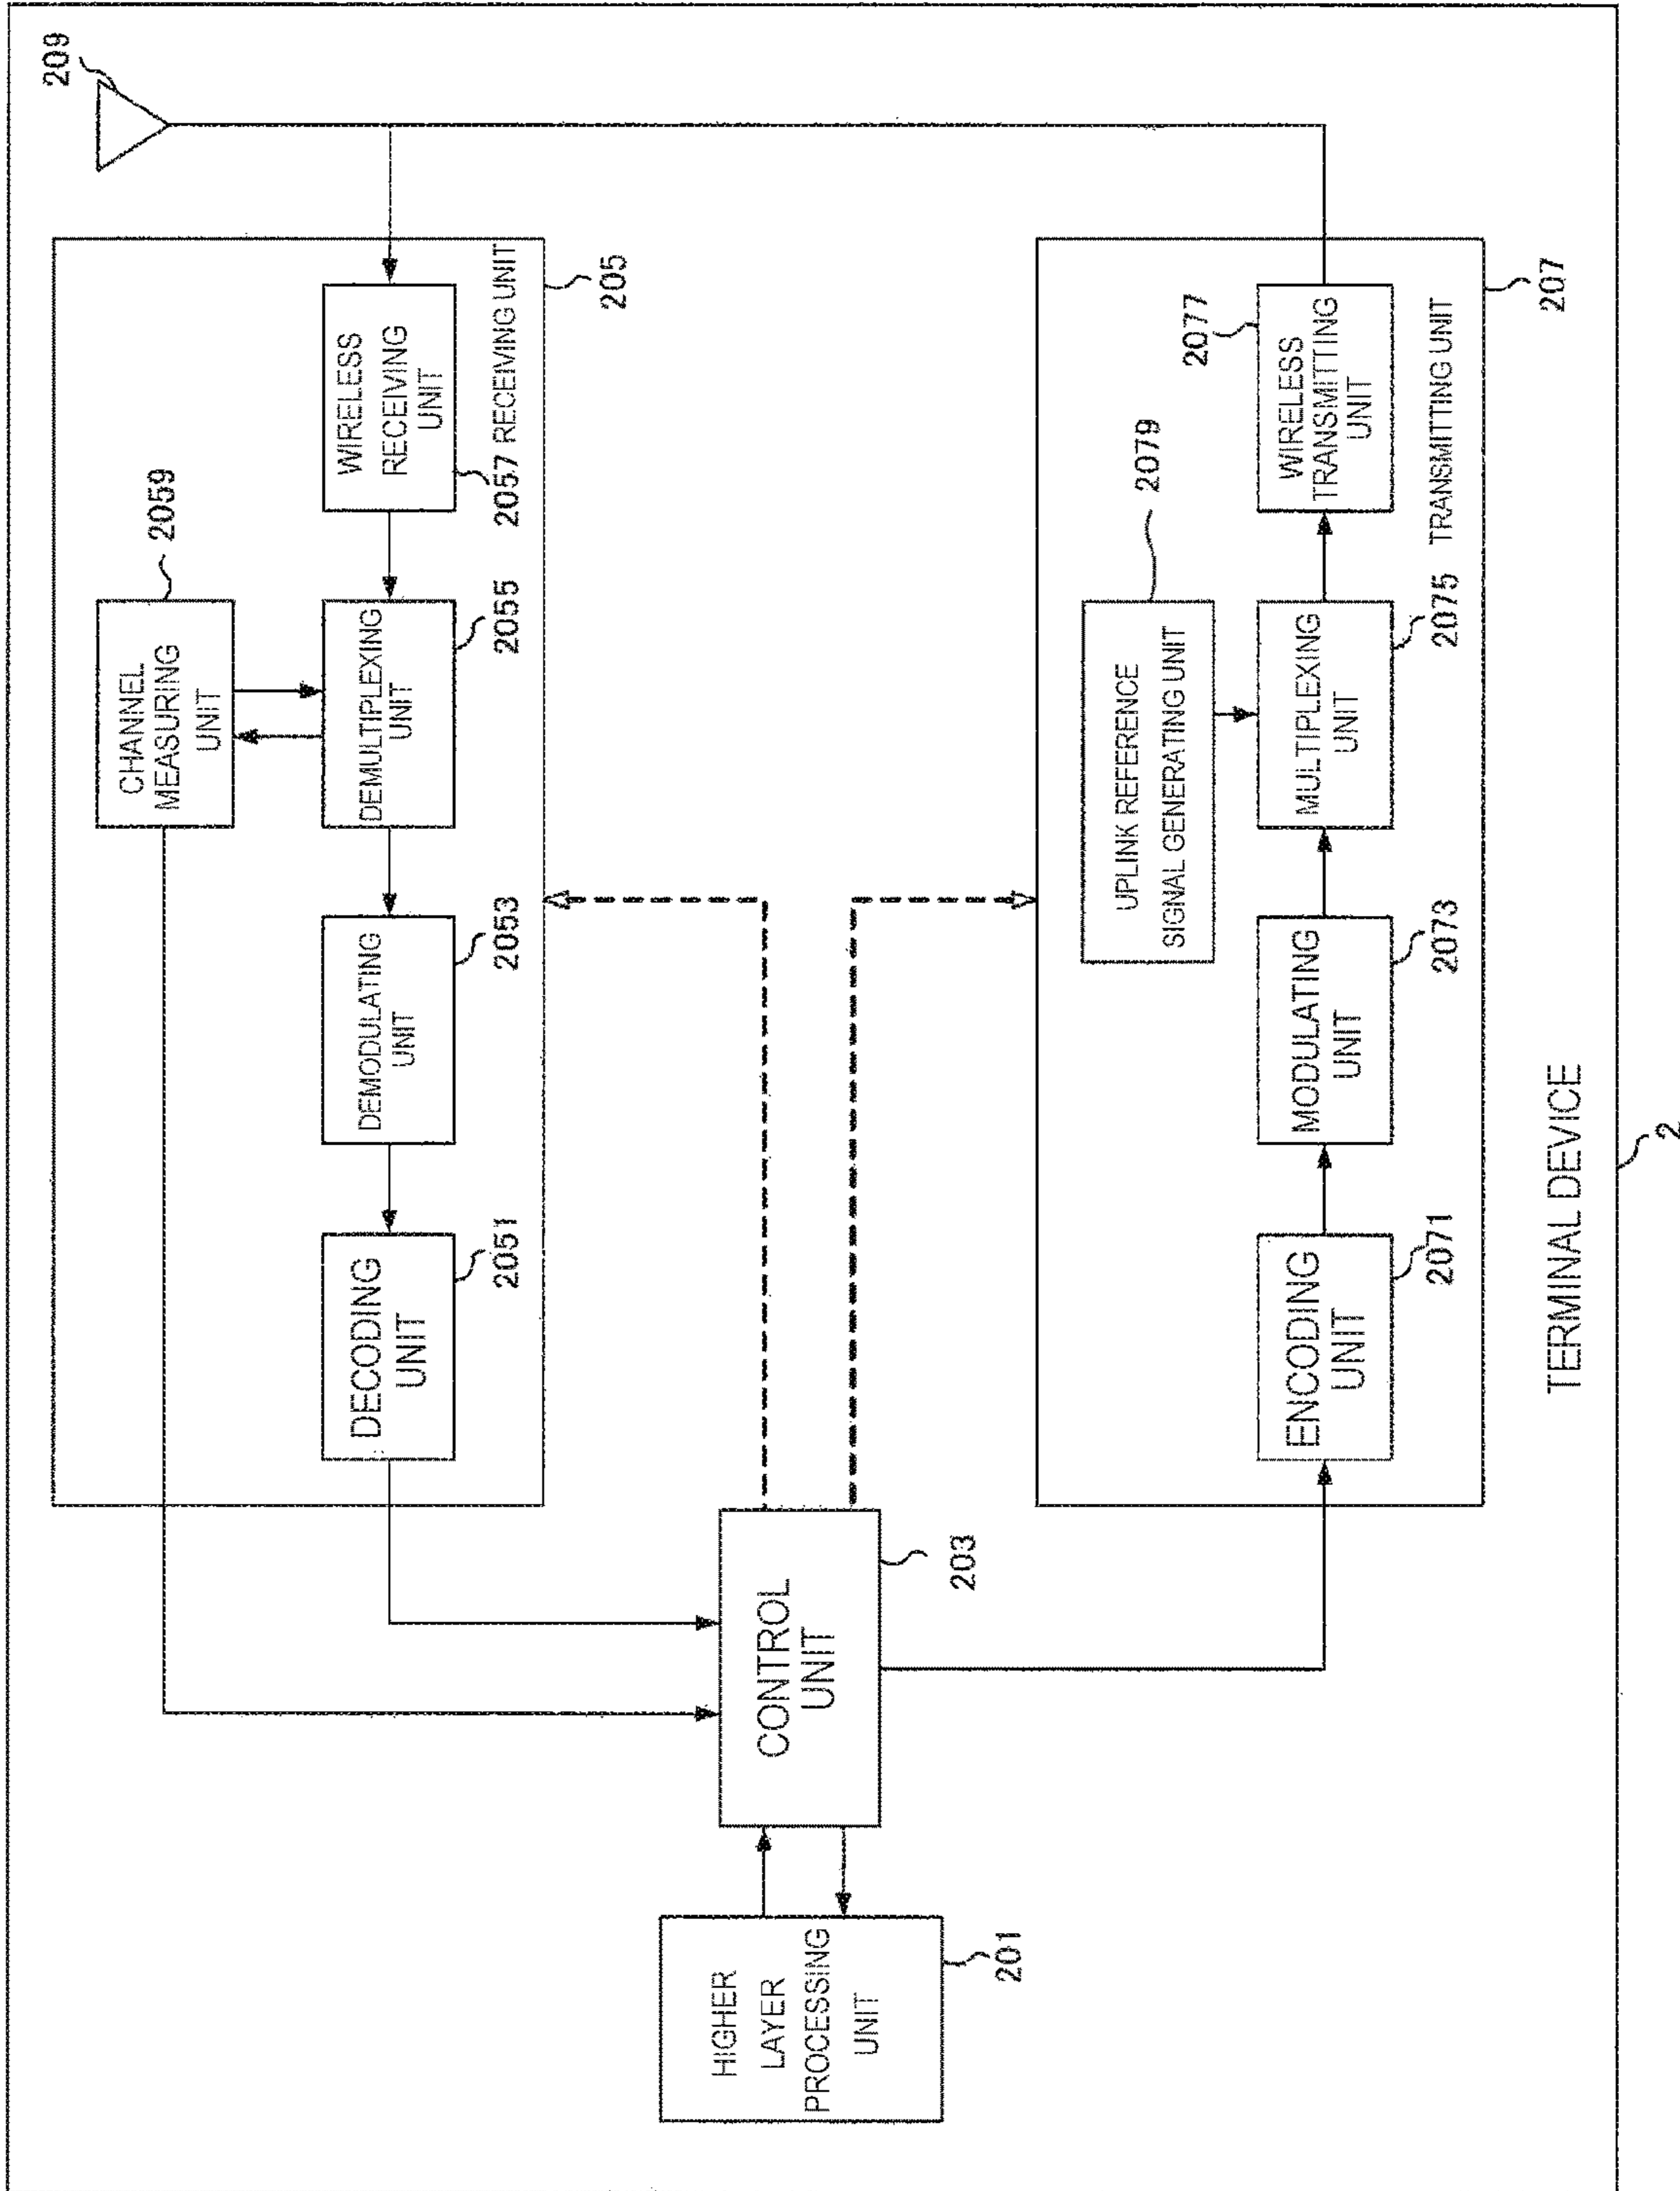 209
2059
CHANNEL
MEASURING
UNIT
DECODING
UNIT
2051
DEMODULATING
UNIT
2053
DEMULTIPLEXING
UNIT
2055
WIRELESS
RECEIVING
UNIT
2057
RECEIVING UNIT
205
HIGHER
LAYER
PROCESSING
UNIT
201
CONTROL
UNIT
203
UPLINK REFERENCE
SIGNAL GENERATING UNIT
2079
ENCODING
UNIT
2071
MODULATING
UNIT
2073
MULTIPLEXING
UNIT
2075
WIRELESS
TRANSMITTING
UNIT
2077
TRANSMITTING UNIT
207
TERMINAL DEVICE
2